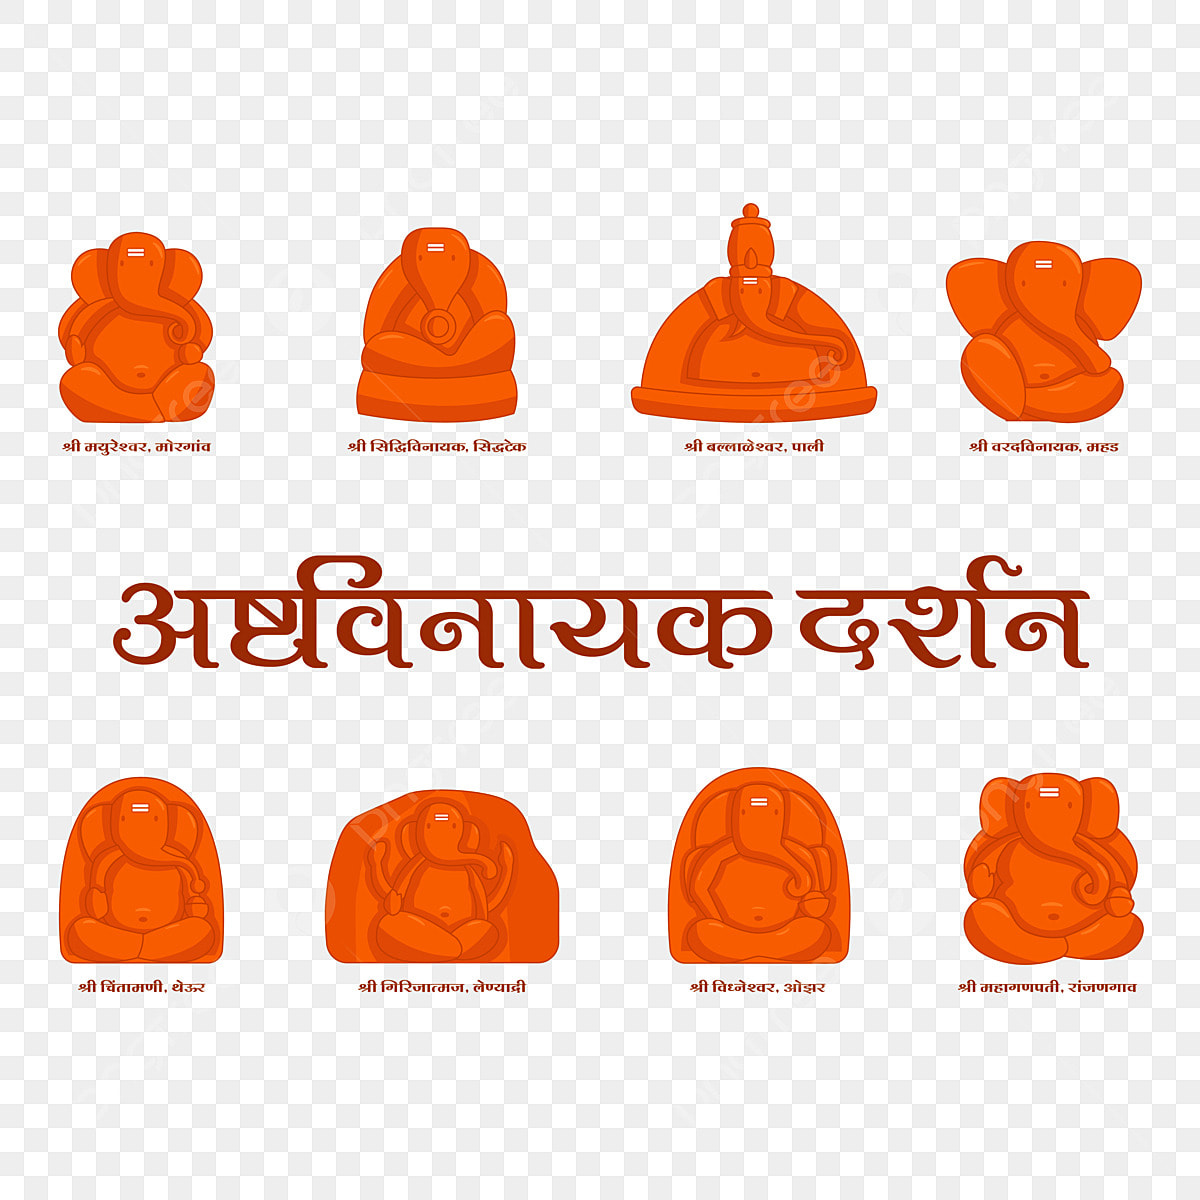 श्री मयुरेश्वर, मोरगांव
श्री सिद्धिविनायक, सिद्धटेक
श्री बल्लाळेश्वर, पाली
श्री वरदविनायक, महड
अष्टविनायक दर्शन
श्री चिंतामणी, थेऊर
श्री गिरिजात्मज, लेण्याद्री
श्री विघ्नेश्वर, ओझर
श्री महागणपती, रांजणगाव